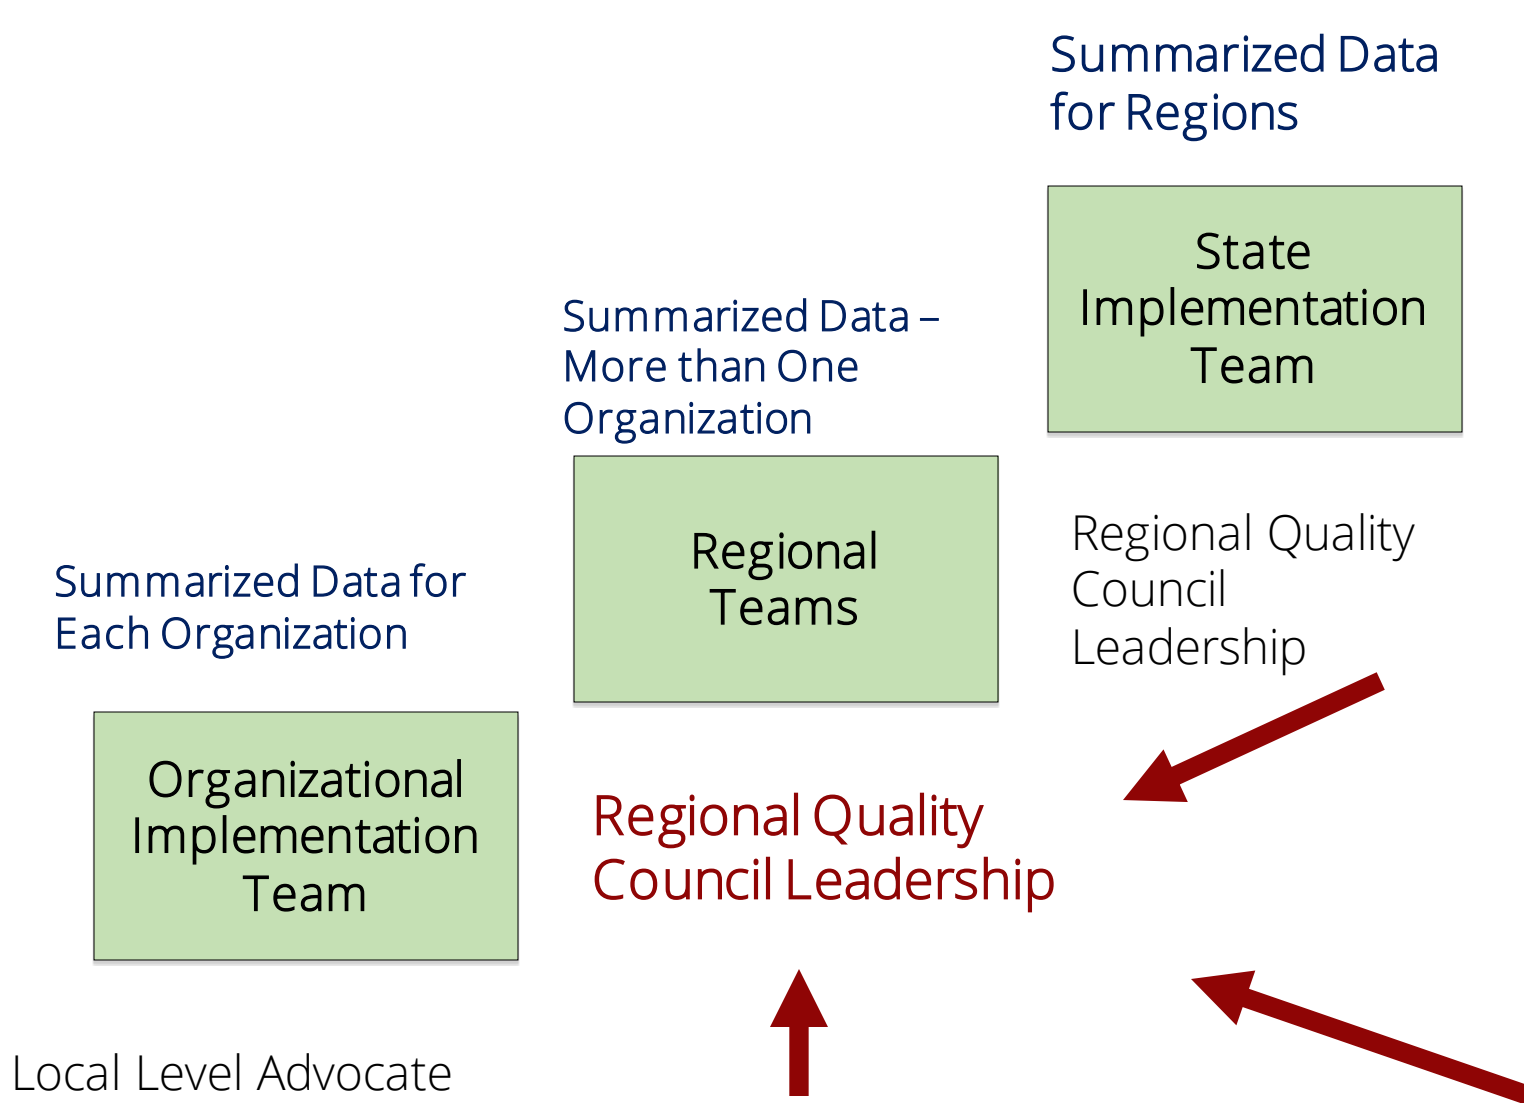 Summarized Data
for Regions
State
Implementation
Team
Summarized Data –
More than One
Organization
Regional
Teams
Regional Quality
Council
Leadership
Summarized Data for
Each Organization
Organizational
Implementation
Team
Regional Quality
Council Leadership
Local Level Advocate